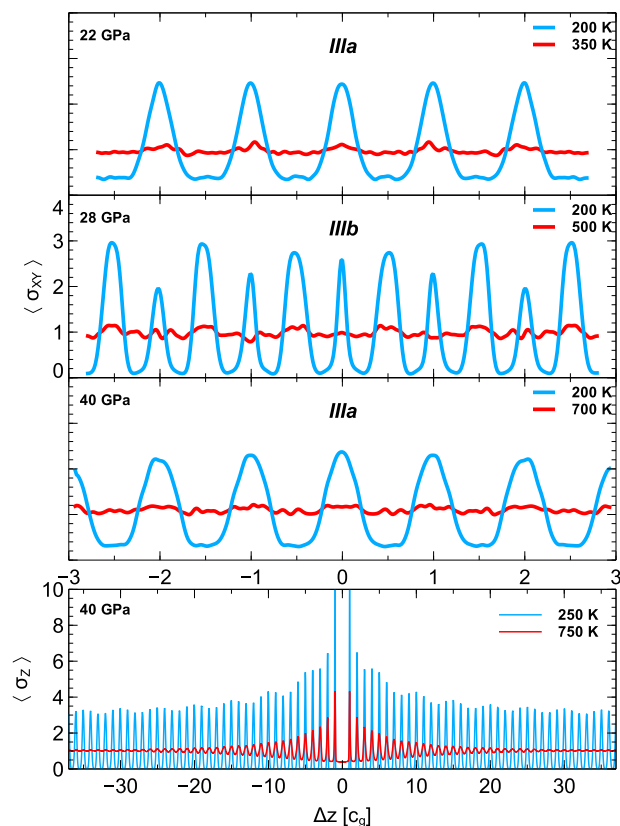 22 GPa
IIIa
200 K
350 K
28 GPa
IIIb
200 K
500 K
4
3
2
1
0
⟨ σXY ⟩
40 GPa
IIIa
200 K
700 K
−3 −2 −1 0 1 2 3
40 GPa
250 K
750 K
10
8
6
4
2
0
⟨ σZ ⟩
−30 −20 −10 0 10 20 30
Δz [cg]